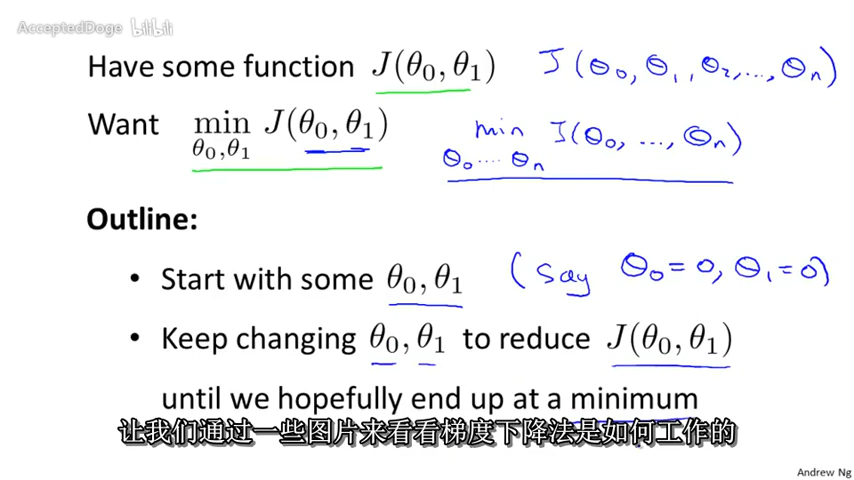 AcceptedDoge bilibili
Have some function J(θ₀, θ₁) J(θ₀, θ₁, θ₂, ..., θₙ)
Want min J(θ₀, θ₁) min J(θ₀, ..., θₙ)
θ₀,θ₁ θ₀....θₙ
Outline:
• Start with some θ₀, θ₁ (Say θ₀ = 0, θ₁ = 0)
• Keep changing θ₀, θ₁ to reduce J(θ₀, θ₁)
until we hopefully end up at a minimum
让我们通过一些图片来看看梯度下降法是如何工作的
Andrew Ng